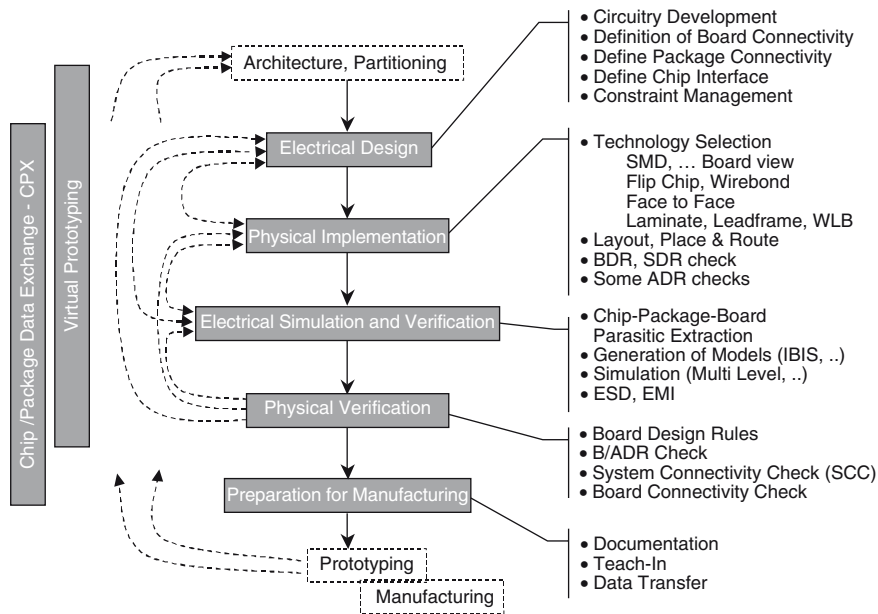 Chip /Package Data Exchange - CPX
Virtual Prototyping
Architecture, Partitioning
Electrical Design
Physical Implementation
Electrical Simulation and Verification
Physical Verification
Preparation for Manufacturing
Prototyping
Manufacturing
• Circuitry Development
• Definition of Board Connectivity
• Define Package Connectivity
• Define Chip Interface
• Constraint Management
• Technology Selection
SMD, … Board view
Flip Chip, Wirebond
Face to Face
Laminate, Leadframe, WLB
• Layout, Place & Route
• BDR, SDR check
• Some ADR checks
• Chip-Package-Board
Parasitic Extraction
• Generation of Models (IBIS, ..)
• Simulation (Multi Level, ..)
• ESD, EMI
• Board Design Rules
• B/ADR Check
• System Connectivity Check (SCC)
• Board Connectivity Check
• Documentation
• Teach-In
• Data Transfer